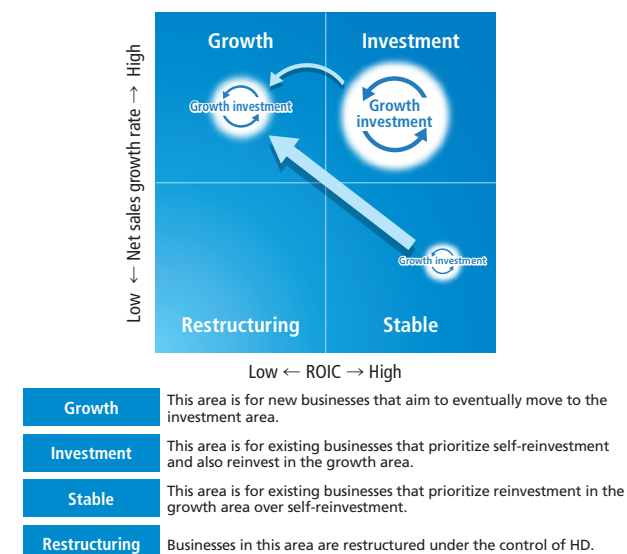 Growth
Investment
Growth investment
Growth
investment
Growth investment
Restructuring
Stable
Low ← Net sales growth rate → High
Low ← ROIC → High
Growth
This area is for new businesses that aim to eventually move to the
investment area.
Investment
This area is for existing businesses that prioritize self-reinvestment
and also reinvest in the growth area.
Stable
This area is for existing businesses that prioritize reinvestment in the
growth area over self-reinvestment.
Restructuring
Businesses in this area are restructured under the control of HD.